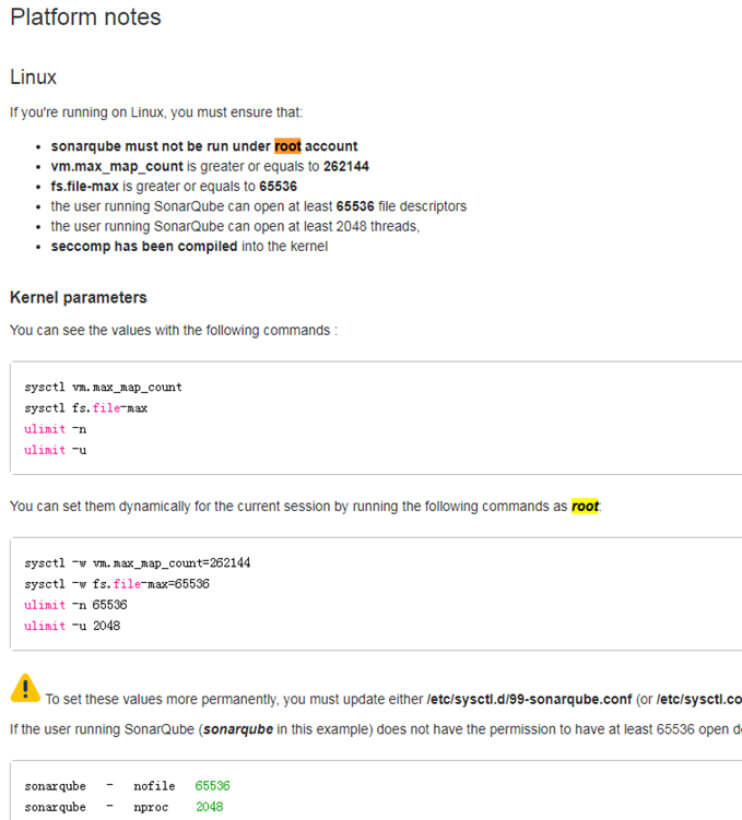 Platform notes
Linux
If you're running on Linux, you must ensure that:
• sonarqube must not be run under root account
• vm.max_map_count is greater or equals to 262144
• fs.file-max is greater or equals to 65536
• the user running SonarQube can open at least 65536 file descriptors
• the user running SonarQube can open at least 2048 threads,
• seccomp has been compiled into the kernel
Kernel parameters
You can see the values with the following commands :
sysctl vm.max_map_count
sysctl fs.file-max
ulimit -n
ulimit -u
You can set them dynamically for the current session by running the following commands as root:
sysctl -w vm.max_map_count=262144
sysctl -w fs.file-max=65536
ulimit -n 65536
ulimit -u 2048
To set these values more permanently, you must update either /etc/sysctl.d/99-sonarqube.conf (or /etc/sysctl.co
If the user running SonarQube (sonarqube in this example) does not have the permission to have at least 65536 open d
sonarqube - nofile 65536
sonarqube - nproc 2048